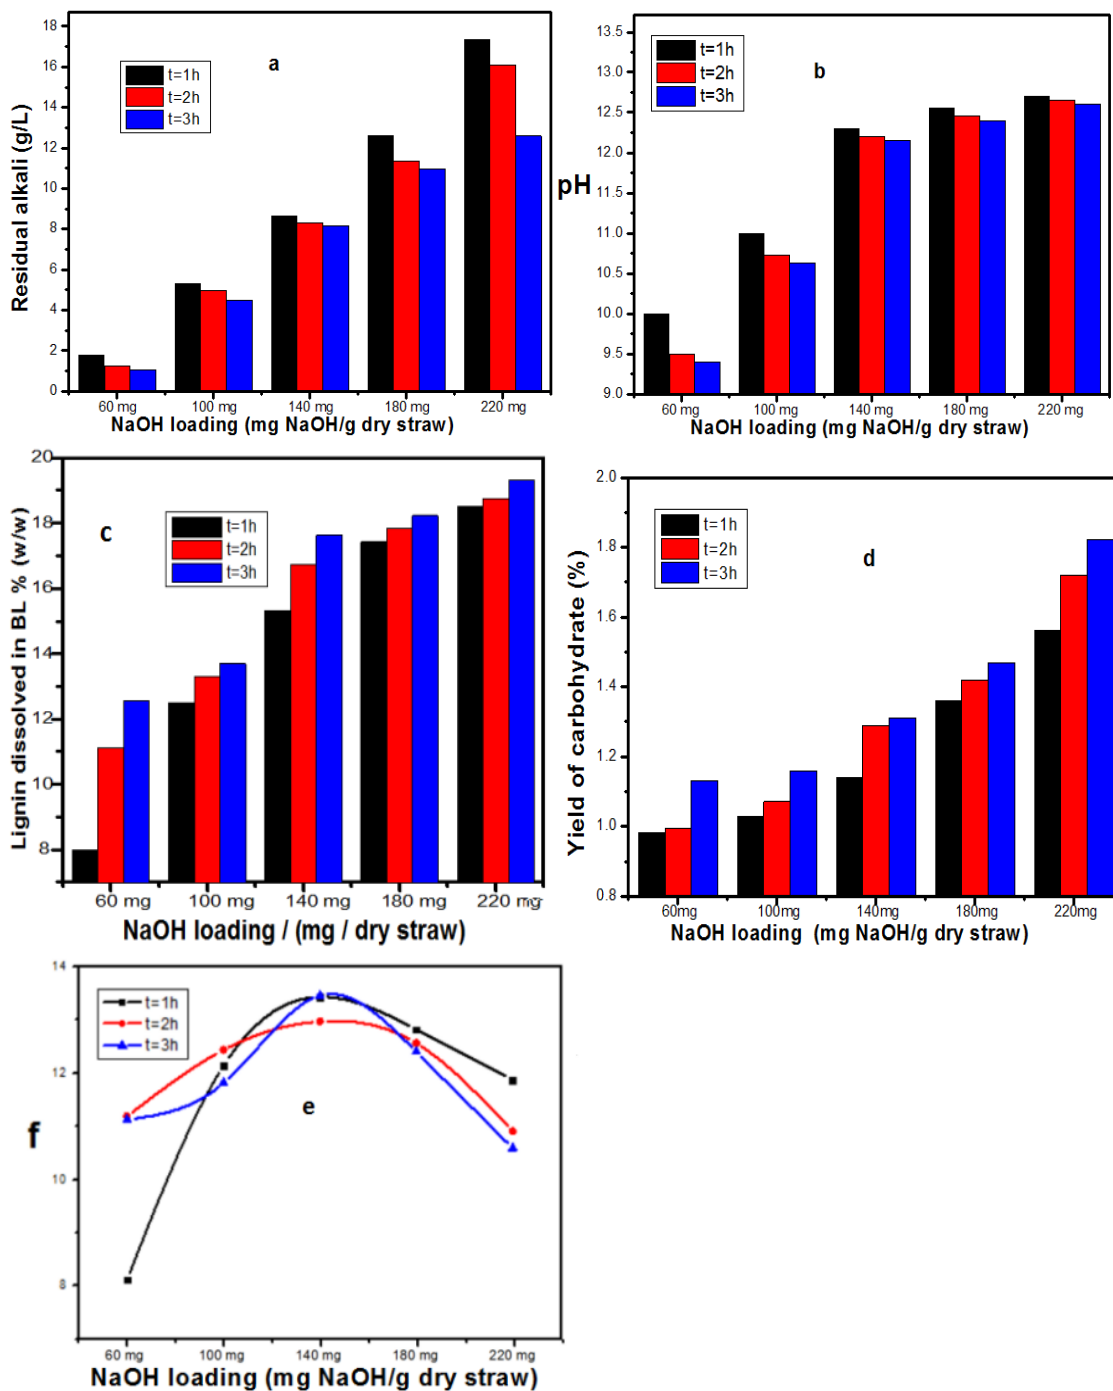 18
16
14
12
10
8
6
4
2
0
Residual alkali (g/L)
t=1h
t=2h
t=3h
a
60 mg 100 mg 140 mg 180 mg 220 mg
NaOH loading (mg NaOH/g dry straw)
13.5
13.0
12.5
12.0
11.5
11.0
10.5
10.0
9.5
9.0
pH
t=1h
t=2h
t=3h
b
60 mg 100 mg 140 mg 180 mg 220 mg
NaOH loading (mg NaOH/g dry straw)
20
18
16
14
12
10
8
Lignin dissolved in BL % (w/w)
c
t=1h
t=2h
t=3h
60 mg 100 mg 140 mg 180 mg 220 mg
NaOH loading / (mg / dry straw)
2.0
1.8
1.6
1.4
1.2
1.0
0.8
Yield of carbohydrate (%)
t=1h
t=2h
t=3h
d
60mg 100mg 140mg 180mg 220mg
NaOH loading (mg NaOH/g dry straw)
14
12
10
8
f
t=1h
t=2h
t=3h
e
60 mg 100 mg 140 mg 180 mg 220 mg
NaOH loading (mg NaOH/g dry straw)